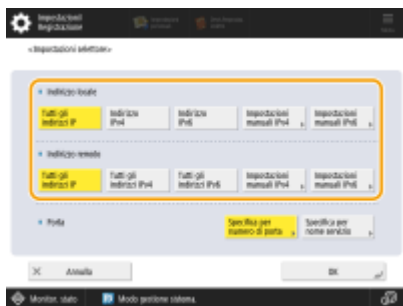 Impostazioni
Registrazione
<Impostazioni selettore>
Indirizzo locale
Tutti gli
indirizzi IP
Indirizzo
IPv4
Indirizzo
IPv6
Impostazioni
manuali IPv4
Impostazioni
manuali IPv6
Indirizzo remoto
Tutti gli
indirizzi IP
Tutti gli
indirizzi IPv4
Tutti gli
indirizzi IPv6
Impostazioni
manuali IPv4
Impostazioni
manuali IPv6
Porta
Specifica per
numero di porta
Specifica per
nome servizio
Annulla
OK
Monitor. stato
Modo gestione sistema.